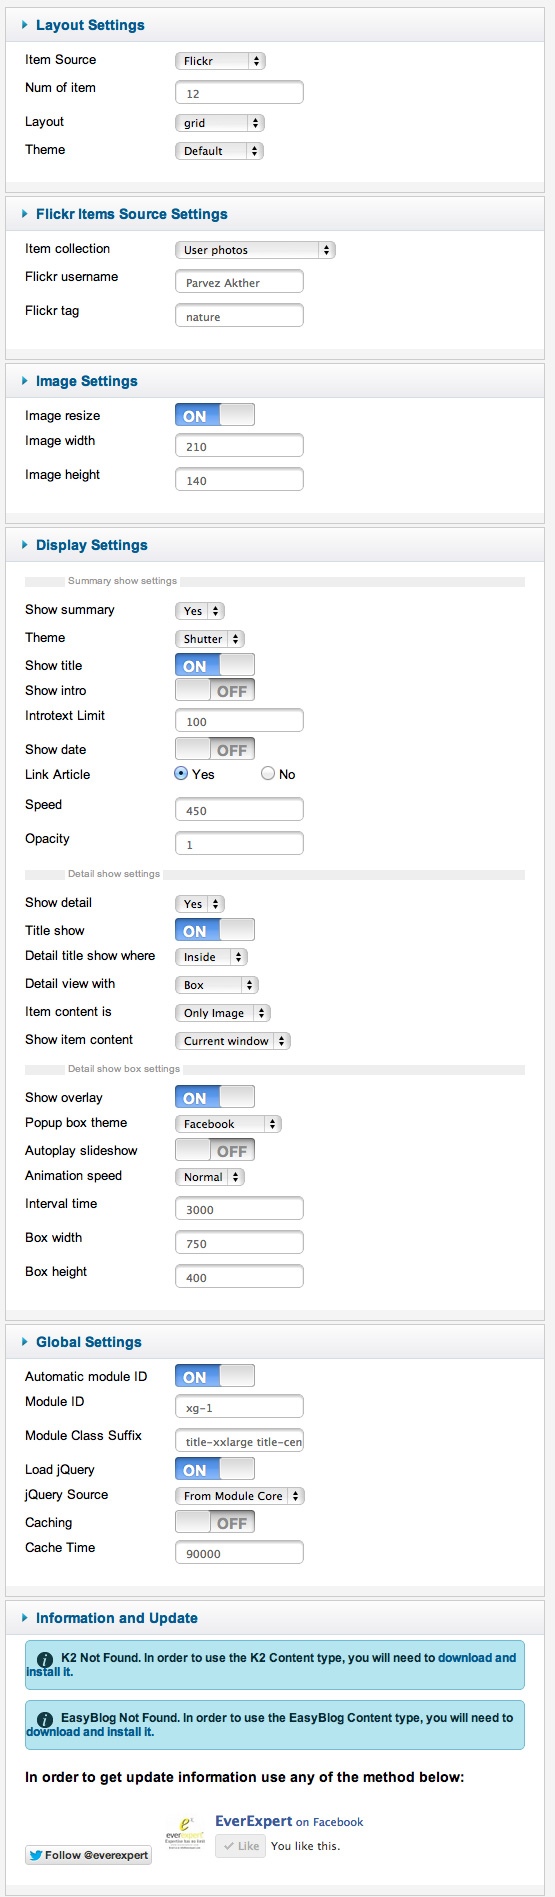 Layout Settings
Item Source Flickr
Num of item 12
Layout grid
Theme Default
Flickr Items Source Settings
Item collection User photos
Flickr username Parvez Akther
Flickr tag nature
Image Settings
Image resize ON
Image width 210
Image height 140
Display Settings
Summary show settings
Show summary Yes
Theme Shutter
Show title ON
Show intro OFF
Introtext Limit 100
Show date OFF
Link Article Yes No
Speed 450
Opacity 1
Detail show settings
Show detail Yes
Title show ON
Detail title show where Inside
Detail view with Box
Item content is Only Image
Show item content Current window
Detail show box settings
Show overlay ON
Popup box theme Facebook
Autoplay slideshow OFF
Animation speed Normal
Interval time 3000
Box width 750
Box height 400
Global Settings
Automatic module ID ON
Module ID xg-1
Module Class Suffix title-xxlarge title-cen
Load jQuery ON
jQuery Source From Module Core
Caching OFF
Cache Time 90000
Information and Update
K2 Not Found. In order to use the K2 Content type, you will need to download and
install it.
EasyBlog Not Found. In order to use the EasyBlog Content type, you will need to
download and install it.
In order to get update information use any of the method below:
EverExpert on Facebook
everexpert
Like You like this.
Follow @everexpert